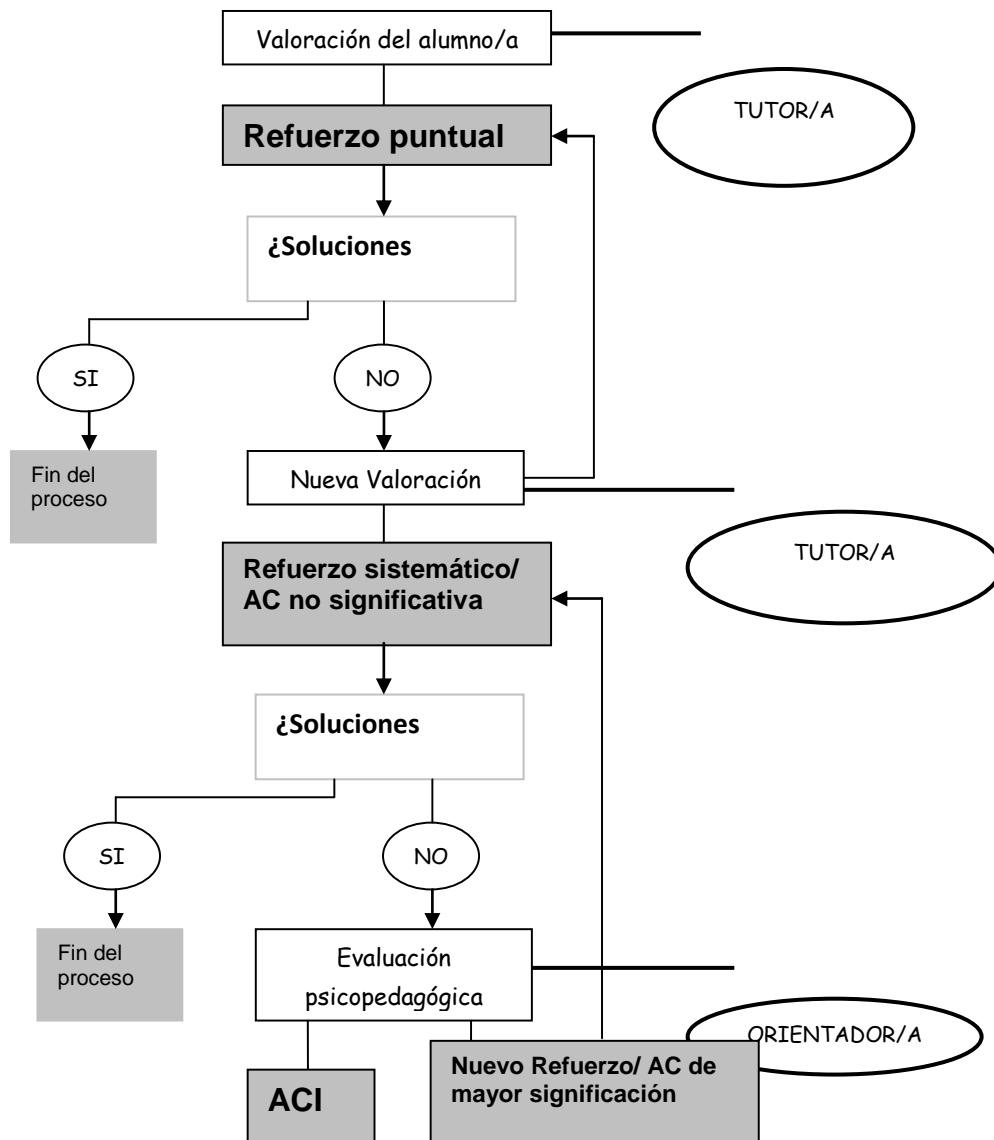 Valoración del alumno/a
TUTOR/A
Refuerzo puntual
¿Soluciones
SI
NO
Fin del
proceso
Nueva Valoración
TUTOR/A
Refuerzo sistemático/
AC no significativa
¿Soluciones
SI
NO
Fin del
proceso
Evaluación
psicopedagógica
ORIENTADOR/A
ACI
Nuevo Refuerzo/ AC de
mayor significación